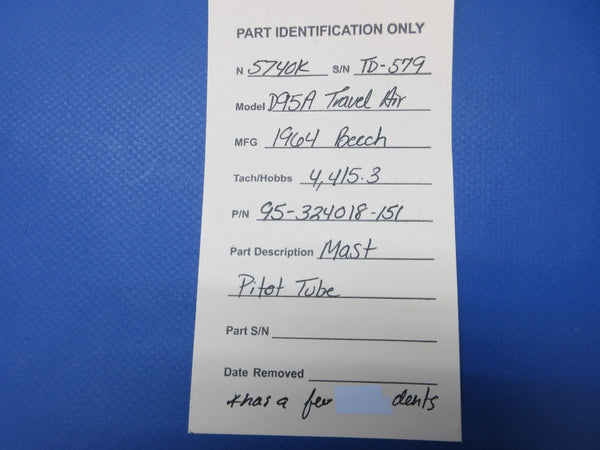 PART IDENTIFICATION ONLY
N 5740K S/N TD-579
Model D95A Travel Air
MFG 1964 Beech
Tach/Hobbs 4,415.3
P/N 95-324018-151
Part Description Mast
Pitot Tube
Part S/N
Date Removed
*has a few dents